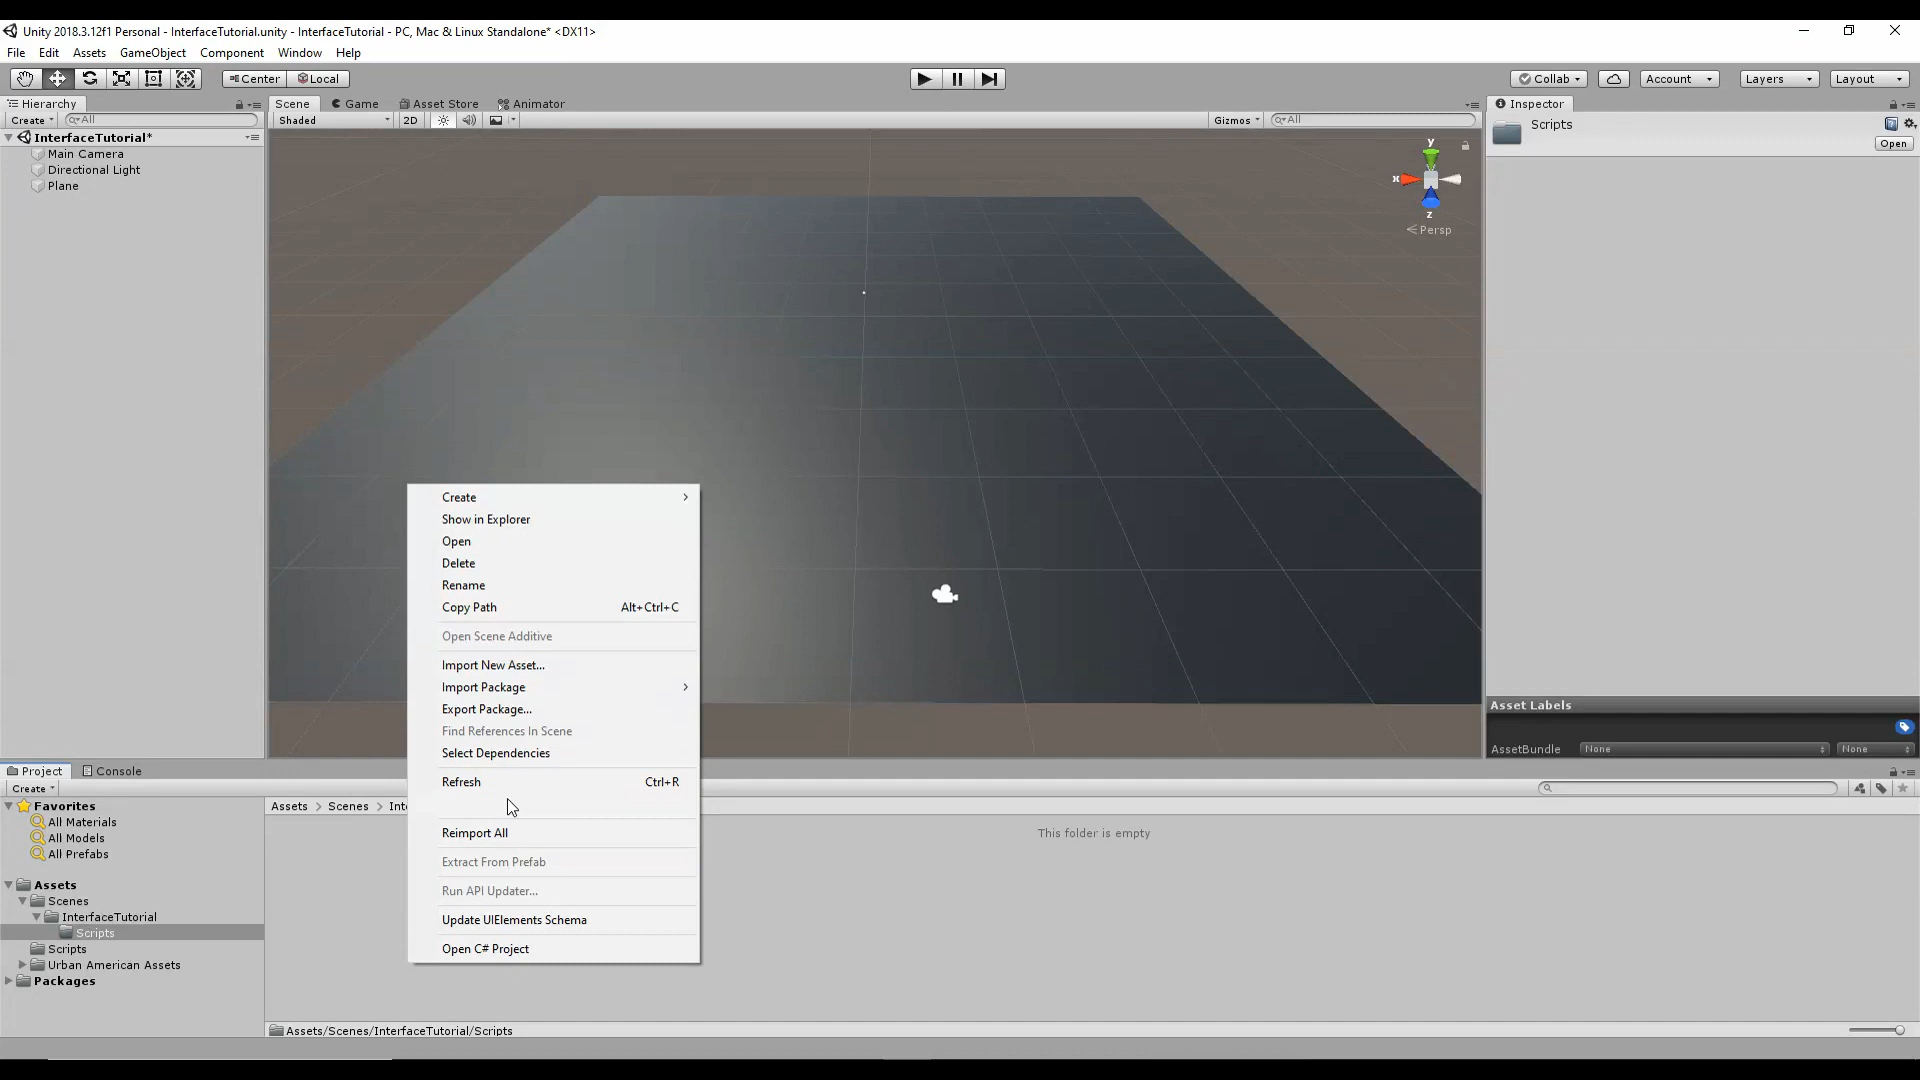 Unity 2018.3.12f1 Personal - InterfaceTutorial.unity - InterfaceTutorial - PC, Mac & Linux Standalone* <DX11>
File Edit Assets GameObject Component Window Help
Center Local Collab Account Layers Layout
Hierarchy Scene Game Asset Store Animator Inspector
Create All Shaded 2D Gizmos All
InterfaceTutorial*
Main Camera
Directional Light
Plane
y
x
z
Persp
Scripts
Open
Create
Show in Explorer
Open
Delete
Rename
Copy Path Alt+Ctrl+C
Open Scene Additive
Import New Asset...
Import Package
Export Package...
Find References In Scene
Select Dependencies
Refresh Ctrl+R
Reimport All
Extract From Prefab
Run API Updater...
Update UIElements Schema
Open C# Project
Asset Labels
AssetBundle None None
Project Console
Create
Favorites
All Materials
All Models
All Prefabs
Assets
Scenes
InterfaceTutorial
Scripts
Scripts
Urban American Assets
Packages
Assets > Scenes > Inte
This folder is empty
Assets/Scenes/InterfaceTutorial/Scripts